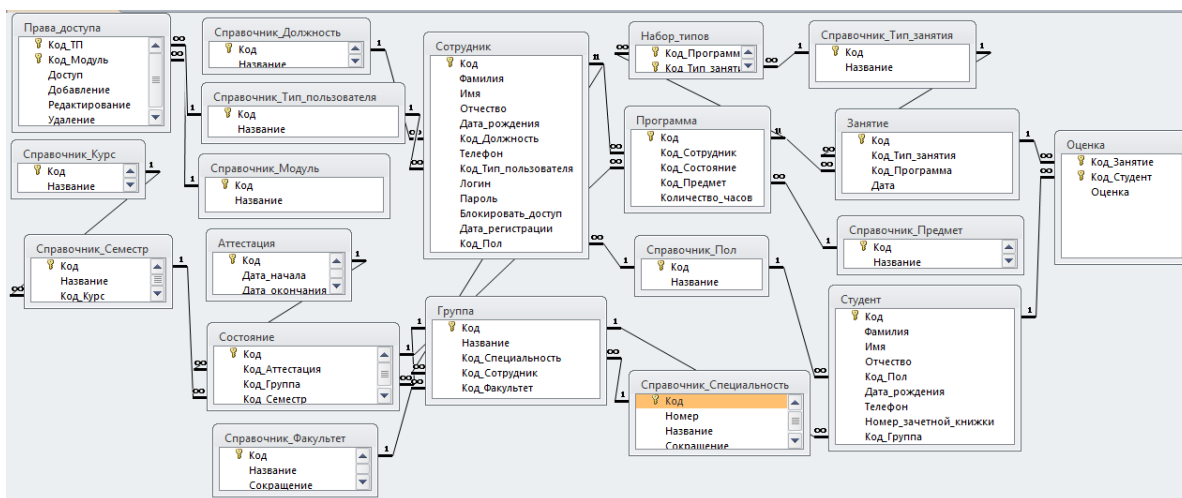 Права_доступа
Код_ТП
Код_Модуль
Доступ
Добавление
Редактирование
Удаление
Справочник_Должность
Код
Название
Справочник_Тип_пользователя
Код
Название
Справочник_Модуль
Код
Название
Справочник_Курс
Код
Название
Справочник_Семестр
Код
Название
Код_Курс
Аттестация
Код
Дата_начала
Дата_окончания
Состояние
Код
Код_Аттестация
Код_Группа
Код_Семестр
Справочник_Факультет
Код
Название
Сокращение
Сотрудник
Код
Фамилия
Имя
Отчество
Дата_рождения
Код_Должность
Телефон
Код_Тип_пользователя
Логин
Пароль
Блокировать_доступ
Дата_регистрации
Код_Пол
Группа
Код
Название
Код_Специальность
Код_Сотрудник
Код_Факультет
Набор_типов
Код_Программ
Код_Тип_заняти
Программа
Код
Код_Сотрудник
Код_Состояние
Код_Предмет
Количество_часов
Справочник_Пол
Код
Название
Справочник_Специальность
Код
Номер
Название
Сокращение
Справочник_Тип_занятия
Код
Название
Занятие
Код
Код_Тип_занятия
Код_Программа
Дата
Справочник_Предмет
Код
Название
Студент
Код
Фамилия
Имя
Отчество
Код_Пол
Дата_рождения
Телефон
Номер_зачетной_книжки
Код_Группа
Оценка
Код_Занятие
Код_Студент
Оценка